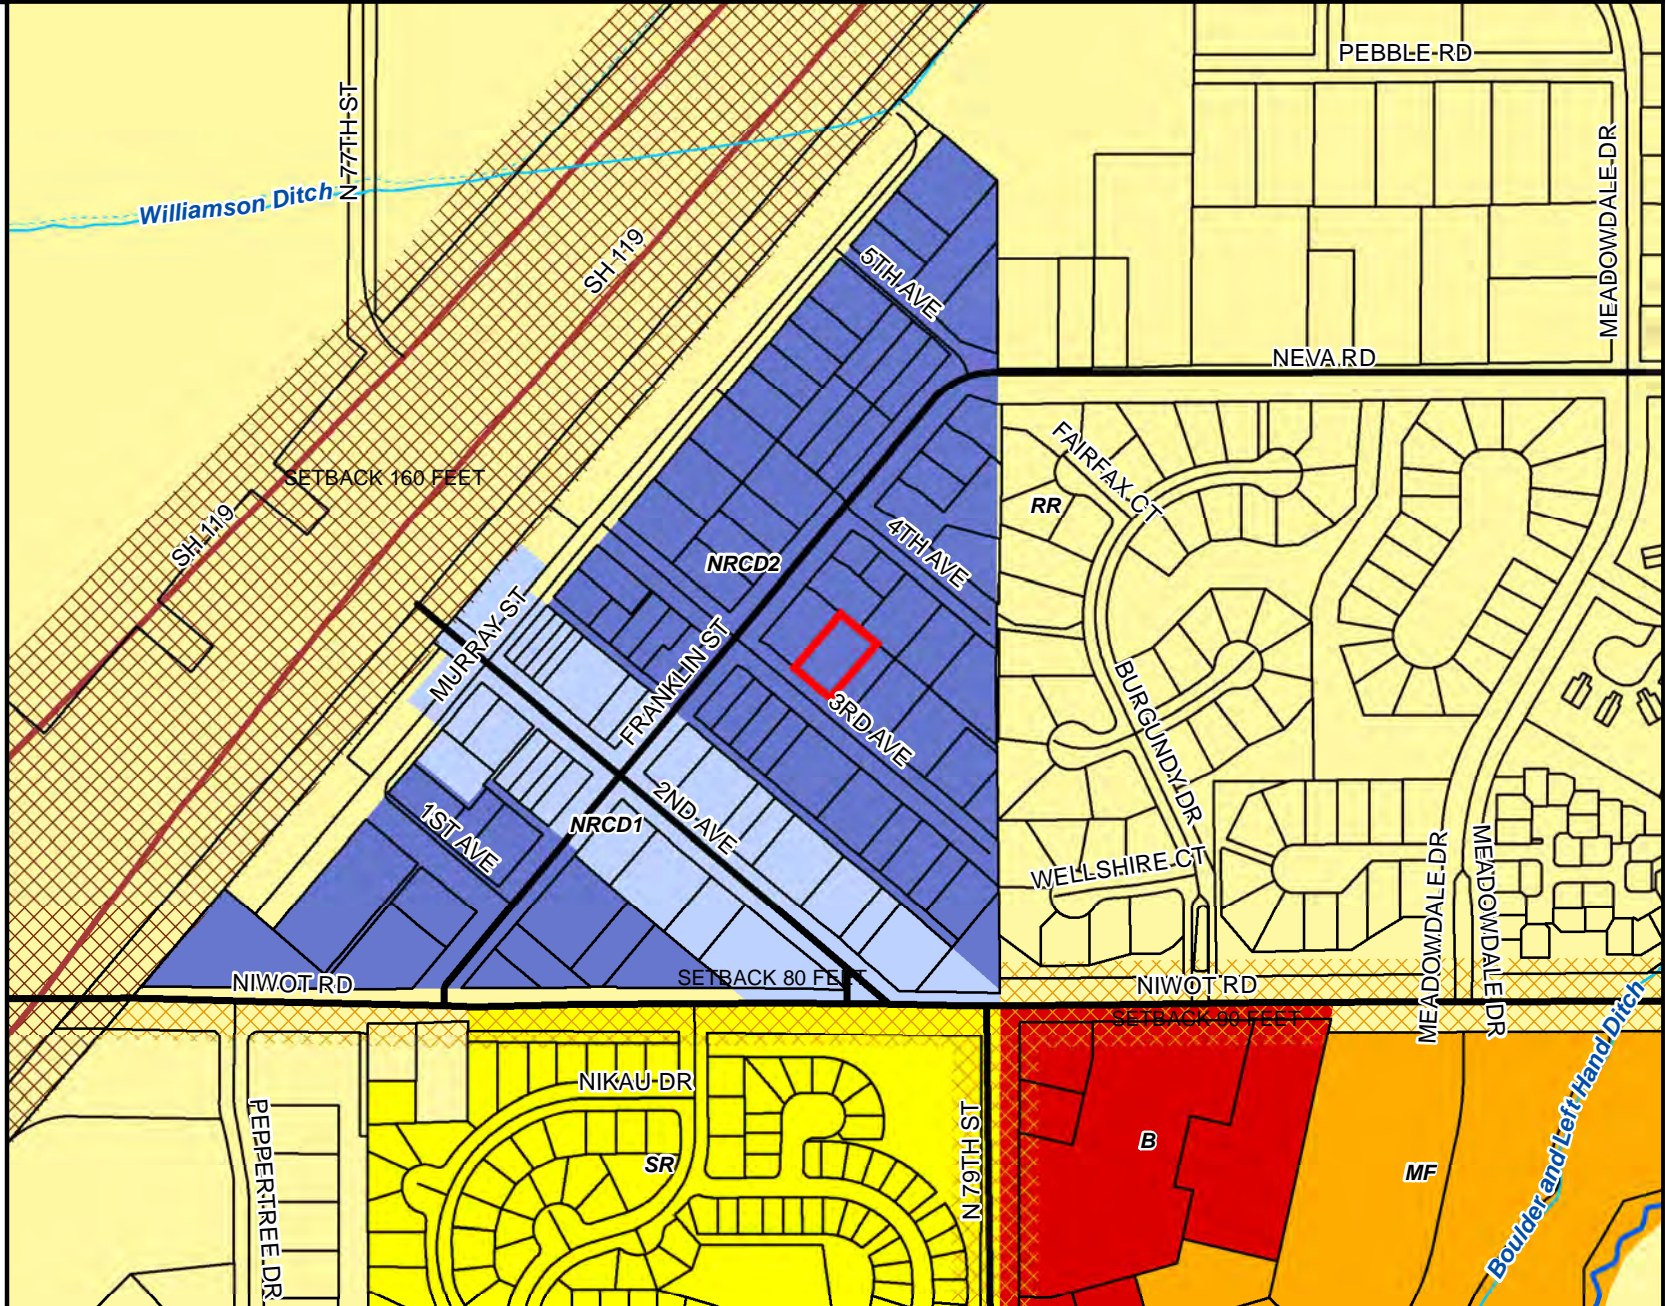 PEBBLE RD
N 77TH ST
MEADOWDALE DR
Williamson Ditch
SH 119
5TH AVE
NEVA RD
FAIRFAX CT
SETBACK 160 FEET
RR
SH 119
4TH AVE
NRCD2
MURRAY ST
FRANKLIN ST
3RD AVE
BURGUNDY DR
2ND AVE
NRCD1
1ST AVE
WELLSHIRE CT
MEADOWDALE DR
MEADOWDALE DR
NIWOT RD
SETBACK 80 FEET
NIWOT RD
SETBACK 90 FEET
Boulder and Left Hand Ditch
NIKAU DR
PEPPERTREE DR
N 79TH ST
SR
B
MF